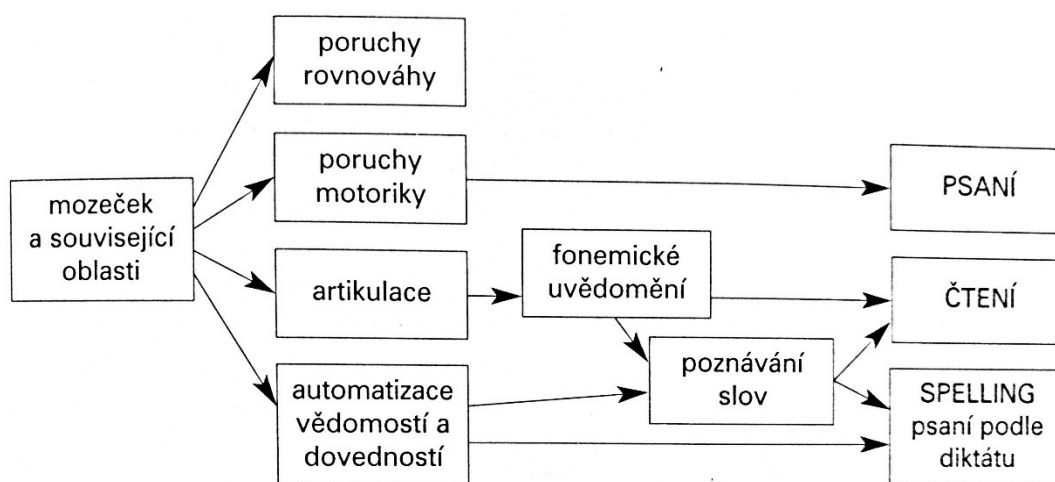 poruchy
rovnováhy
poruchy
motoriky
PSANÍ
mozeček
a související
oblasti
artikulace
fonemické
uvědomění
ČTENÍ
automatizace
vědomostí a
dovedností
poznávání
slov
SPELLING
psaní podle
diktátu